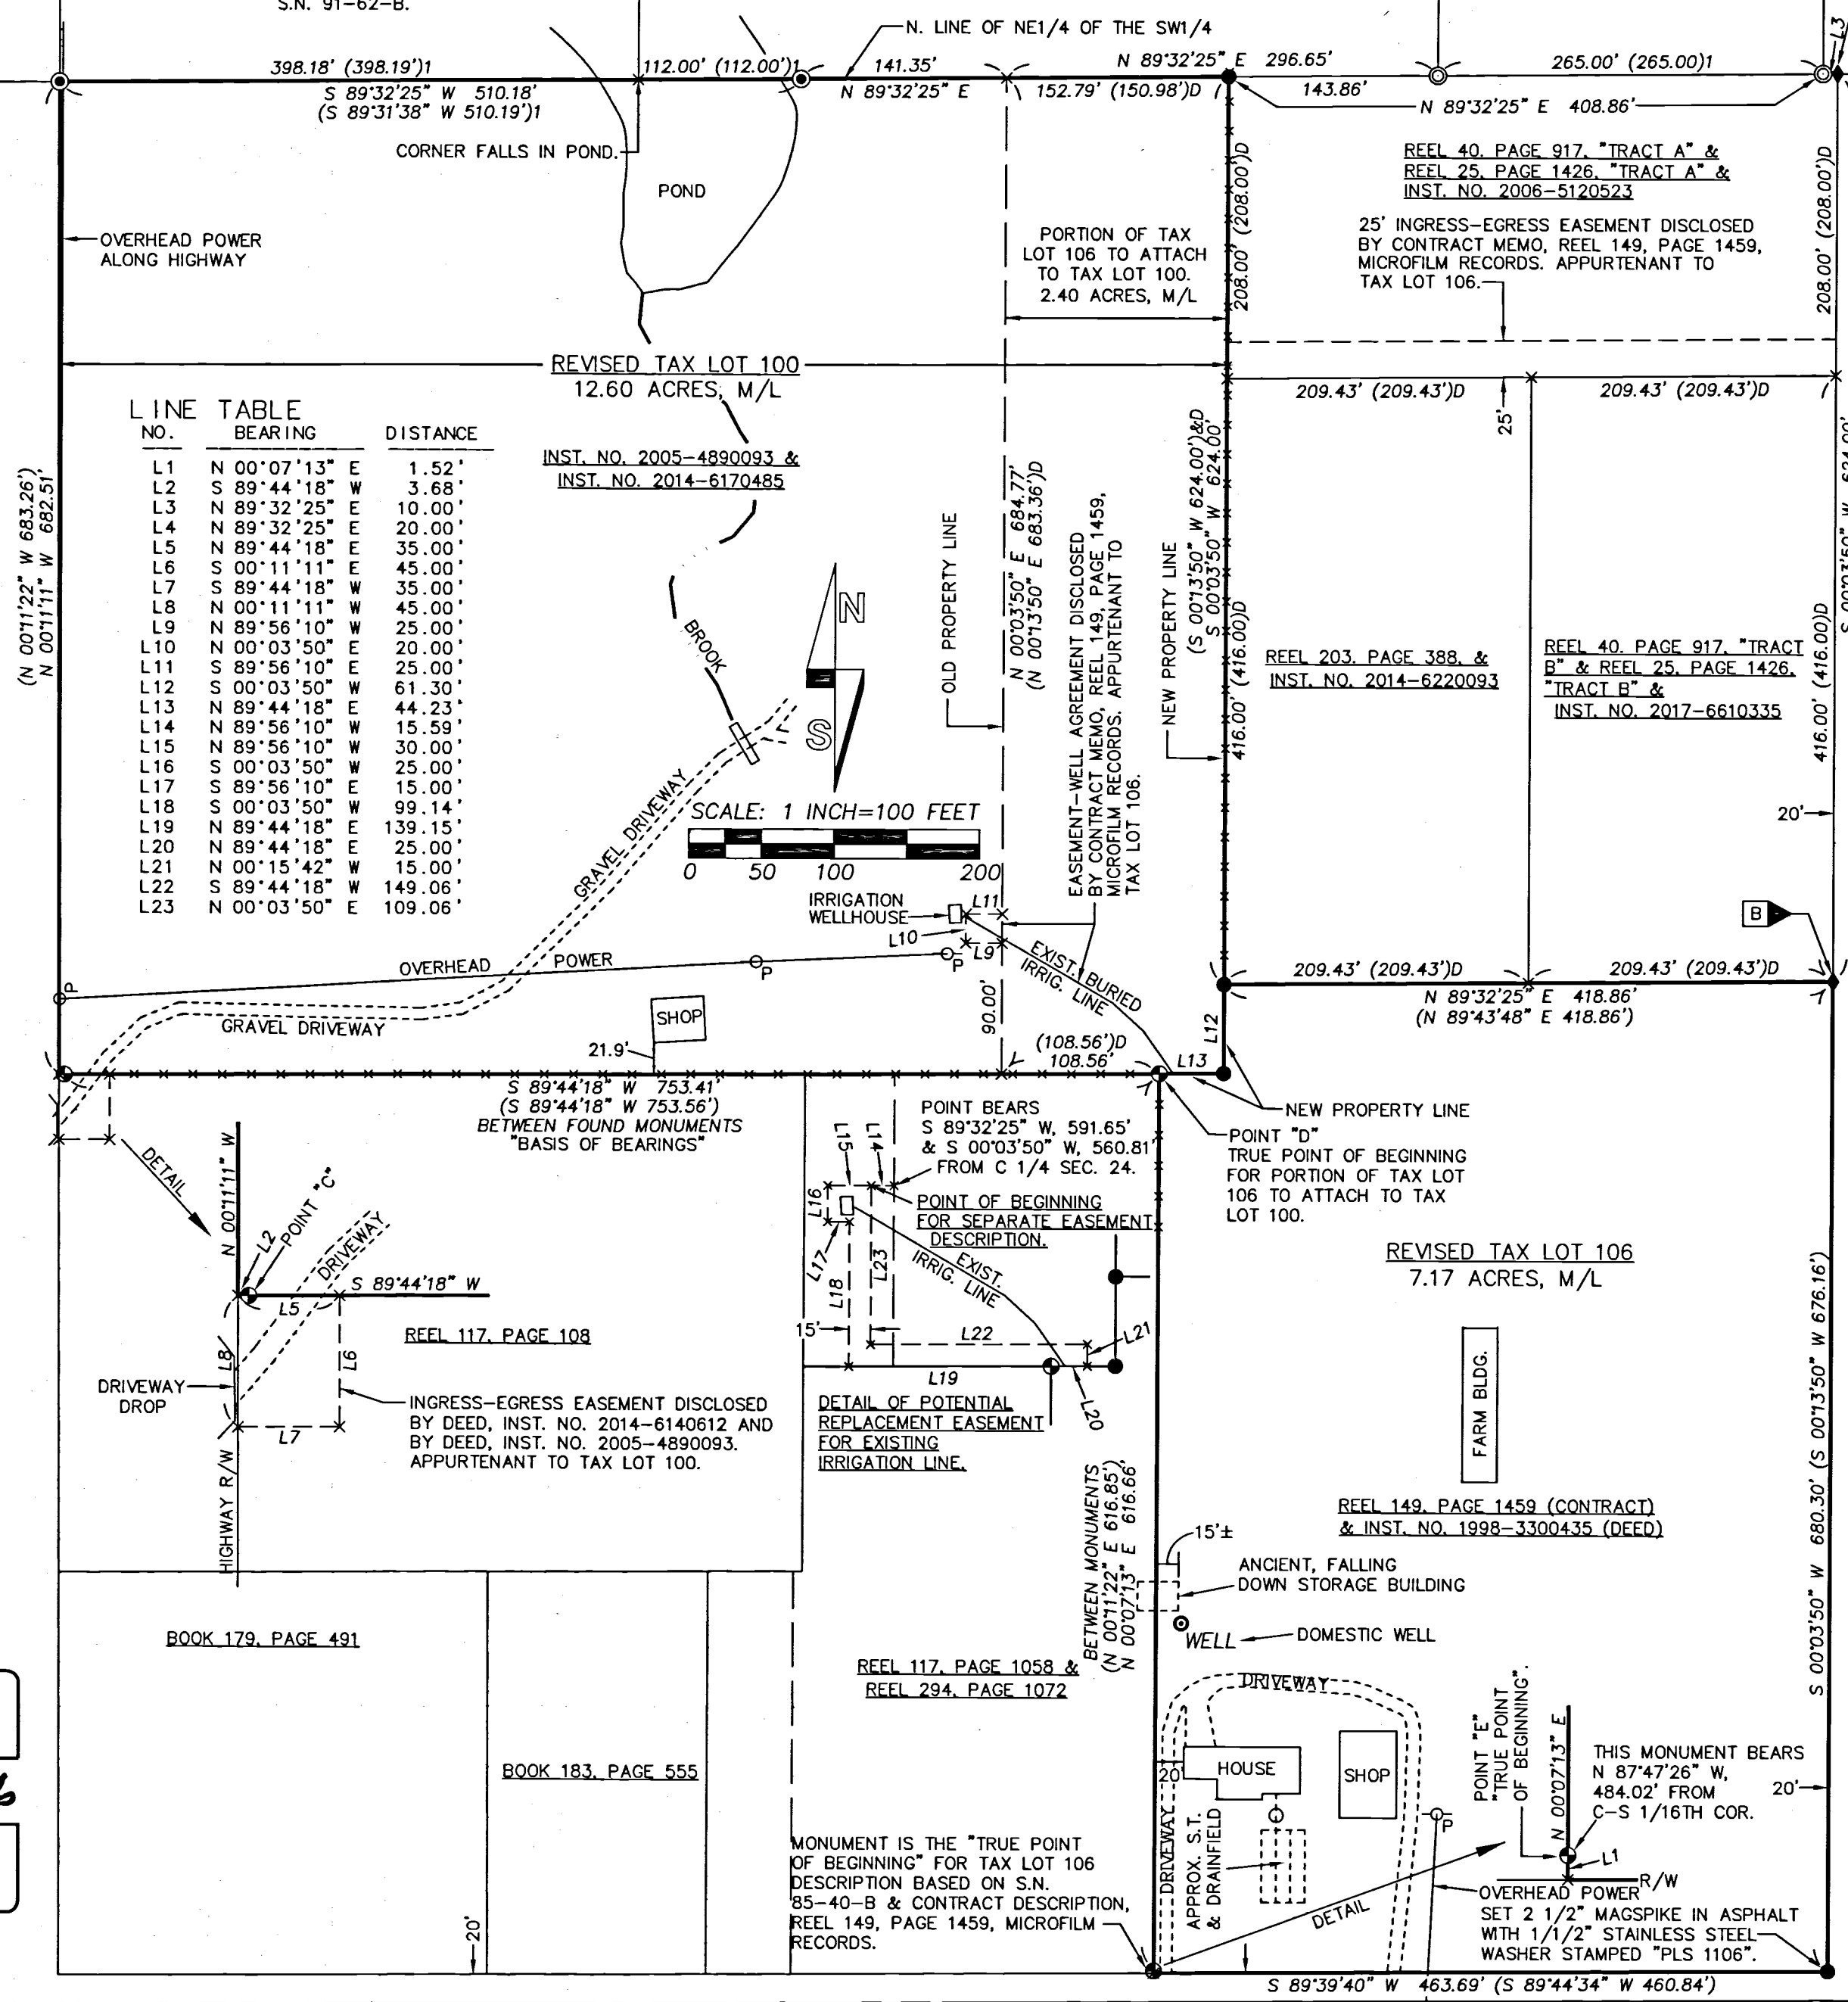 S.N. 91-62-B.
N. LINE OF NE1/4 OF THE SW1/4
398.18' (398.19')1
112.00' (112.00')1
141.35'
N 89°32'25" E 296.65'
265.00' (265.00)1
L3
S 89°32'25" W 510.18'
(S 89°31'38" W 510.19')1
N 89°32'25" E
152.79' (150.98')D
143.86'
N 89°32'25" E 408.86'
CORNER FALLS IN POND.
POND
OVERHEAD POWER
ALONG HIGHWAY
PORTION OF TAX
LOT 106 TO ATTACH
TO TAX LOT 100.
2.40 ACRES, M/L
208.00' (208.00')D
REEL 40, PAGE 917, "TRACT A" &
REEL 25, PAGE 1426, "TRACT A" &
INST. NO. 2006-5120523
25' INGRESS-EGRESS EASEMENT DISCLOSED
BY CONTRACT MEMO, REEL 149, PAGE 1459,
MICROFILM RECORDS. APPURTENANT TO
TAX LOT 106.
208.00' (208.00')D
208.00' (208.00')D
REVISED TAX LOT 100
12.60 ACRES, M/L
209.43' (209.43')D
209.43' (209.43')D
25'
LINE TABLE
NO. BEARING DISTANCE
L1 N 00°07'13" E 1.52'
L2 S 89°44'18" W 3.68'
L3 N 89°32'25" E 10.00'
L4 N 89°32'25" E 20.00'
L5 N 89°44'18" E 35.00'
L6 S 00°11'11" E 45.00'
L7 S 89°44'18" W 35.00'
L8 N 00°11'11" W 45.00'
L9 N 89°56'10" W 25.00'
L10 N 00°03'50" E 20.00'
L11 S 89°56'10" E 25.00'
L12 S 00°03'50" W 61.30'
L13 N 89°44'18" E 44.23'
L14 N 89°56'10" W 15.59'
L15 N 89°56'10" W 30.00'
L16 S 00°03'50" W 25.00'
L17 S 89°56'10" E 15.00'
L18 S 00°03'50" W 99.14'
L19 N 89°44'18" E 139.15'
L20 N 89°44'18" E 25.00'
L21 N 00°15'42" W 15.00'
L22 S 89°44'18" W 149.06'
L23 N 00°03'50" E 109.06'
INST. NO. 2005-4890093 &
INST. NO. 2014-6170485
(N 00°11'22" W 683.26')
N 00°11'11" W 682.51'
BROOK
N
S
OLD PROPERTY LINE
N 00°03'50" E 684.77'
(N 00°13'50" E 683.36')D
EASEMENT-WELL AGREEMENT DISCLOSED
BY CONTRACT MEMO, REEL 149, PAGE 1459,
MICROFILM RECORDS. APPURTENANT TO
TAX LOT 106.
NEW PROPERTY LINE
(S 00°13'50" W 624.00')&D
S 00°03'50" W 624.00'
416.00' (416.00')D
REEL 203, PAGE 388, &
INST. NO. 2014-6220093
REEL 40, PAGE 917, "TRACT
B" & REEL 25, PAGE 1426,
"TRACT B" &
INST. NO. 2017-6610335
416.00' (416.00')D
S 00°03'50" W 624.00'
20'
B
GRAVEL DRIVEWAY
SCALE: 1 INCH=100 FEET
0 50 100 200
IRRIGATION
WELLHOUSE
L11
L10
L9
EXIST. BURIED
IRRIG. LINE
90.00'
OVERHEAD POWER
P
P
P
GRAVEL DRIVEWAY
SHOP
21.9'
209.43' (209.43')D
209.43' (209.43')D
N 89°32'25" E 418.86'
(N 89°43'48" E 418.86')
L12
(108.56')D
108.56'
L13
S 89°44'18" W 753.41'
(S 89°44'18" W 753.56')
BETWEEN FOUND MONUMENTS
"BASIS OF BEARINGS"
NEW PROPERTY LINE
POINT "D"
TRUE POINT OF BEGINNING
FOR PORTION OF TAX LOT
106 TO ATTACH TO TAX
LOT 100.
POINT BEARS
S 89°32'25" W, 591.65'
& S 00°03'50" W, 560.81'
FROM C 1/4 SEC. 24.
L15
L14
L16
L17
L18
L23
POINT OF BEGINNING
FOR SEPARATE EASEMENT
DESCRIPTION.
EXIST.
IRRIG. LINE
15'
L22
L21
L19
L20
DETAIL OF POTENTIAL
REPLACEMENT EASEMENT
FOR EXISTING
IRRIGATION LINE.
DETAIL
N 00°11'11" W
L2
POINT "C"
DRIVEWAY
S 89°44'18" W
L5
REEL 117, PAGE 108
L8
L6
DRIVEWAY
DROP
L7
INGRESS-EGRESS EASEMENT DISCLOSED
BY DEED, INST. NO. 2014-6140612 AND
BY DEED, INST. NO. 2005-4890093.
APPURTENANT TO TAX LOT 100.
HIGHWAY R/W
REVISED TAX LOT 106
7.17 ACRES, M/L
FARM BLDG.
REEL 149, PAGE 1459 (CONTRACT)
& INST. NO. 1998-3300435 (DEED)
BETWEEN MONUMENTS
(N 00°11'22" E 616.85')
N 00°07'13" E 616.66'
15'±
ANCIENT, FALLING
DOWN STORAGE BUILDING
WELL
DOMESTIC WELL
S 00°03'50" W 680.30' (S 00°13'50" W 676.16')
BOOK 179, PAGE 491
BOOK 183, PAGE 555
REEL 117, PAGE 1058 &
REEL 294, PAGE 1072
DRIVEWAY
HOUSE
SHOP
20'
DRIVEWAY
APPROX. S.T.
& DRAINFIELD
P
POINT "E"
"TRUE POINT
OF BEGINNING".
N 00°07'13" E
THIS MONUMENT BEARS
N 87°47'26" W,
484.02' FROM
C-S 1/16TH COR.
20'
L1
R/W
OVERHEAD POWER
SET 2 1/2" MAGSPIKE IN ASPHALT
WITH 1/1/2" STAINLESS STEEL
WASHER STAMPED "PLS 1106".
DETAIL
MONUMENT IS THE "TRUE POINT
OF BEGINNING" FOR TAX LOT 106
DESCRIPTION BASED ON S.N.
85-40-B & CONTRACT DESCRIPTION,
REEL 149, PAGE 1459, MICROFILM
RECORDS.
20'
S 89°39'40" W 463.69' (S 89°44'34" W 460.84')